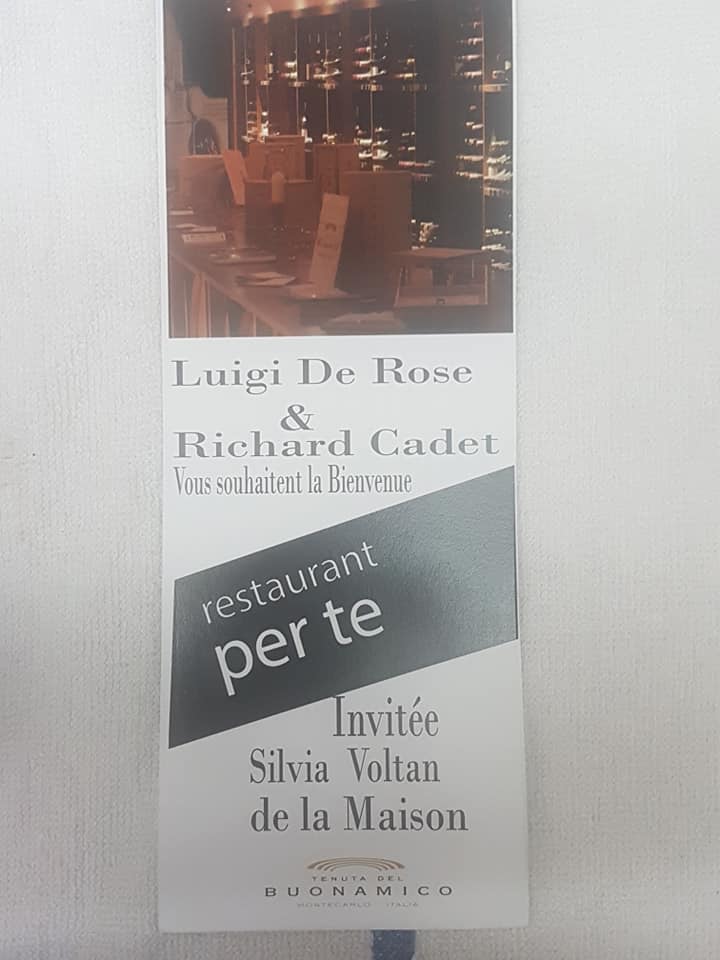 Luigi De Rose
&
Richard Cadet
Vous souhaitent la Bienvenue
restaurant
per te
Invitée
Silvia Voltan
de la Maison
TENUTA DEL
BUONAMICO
MONTECARLO ITALIA